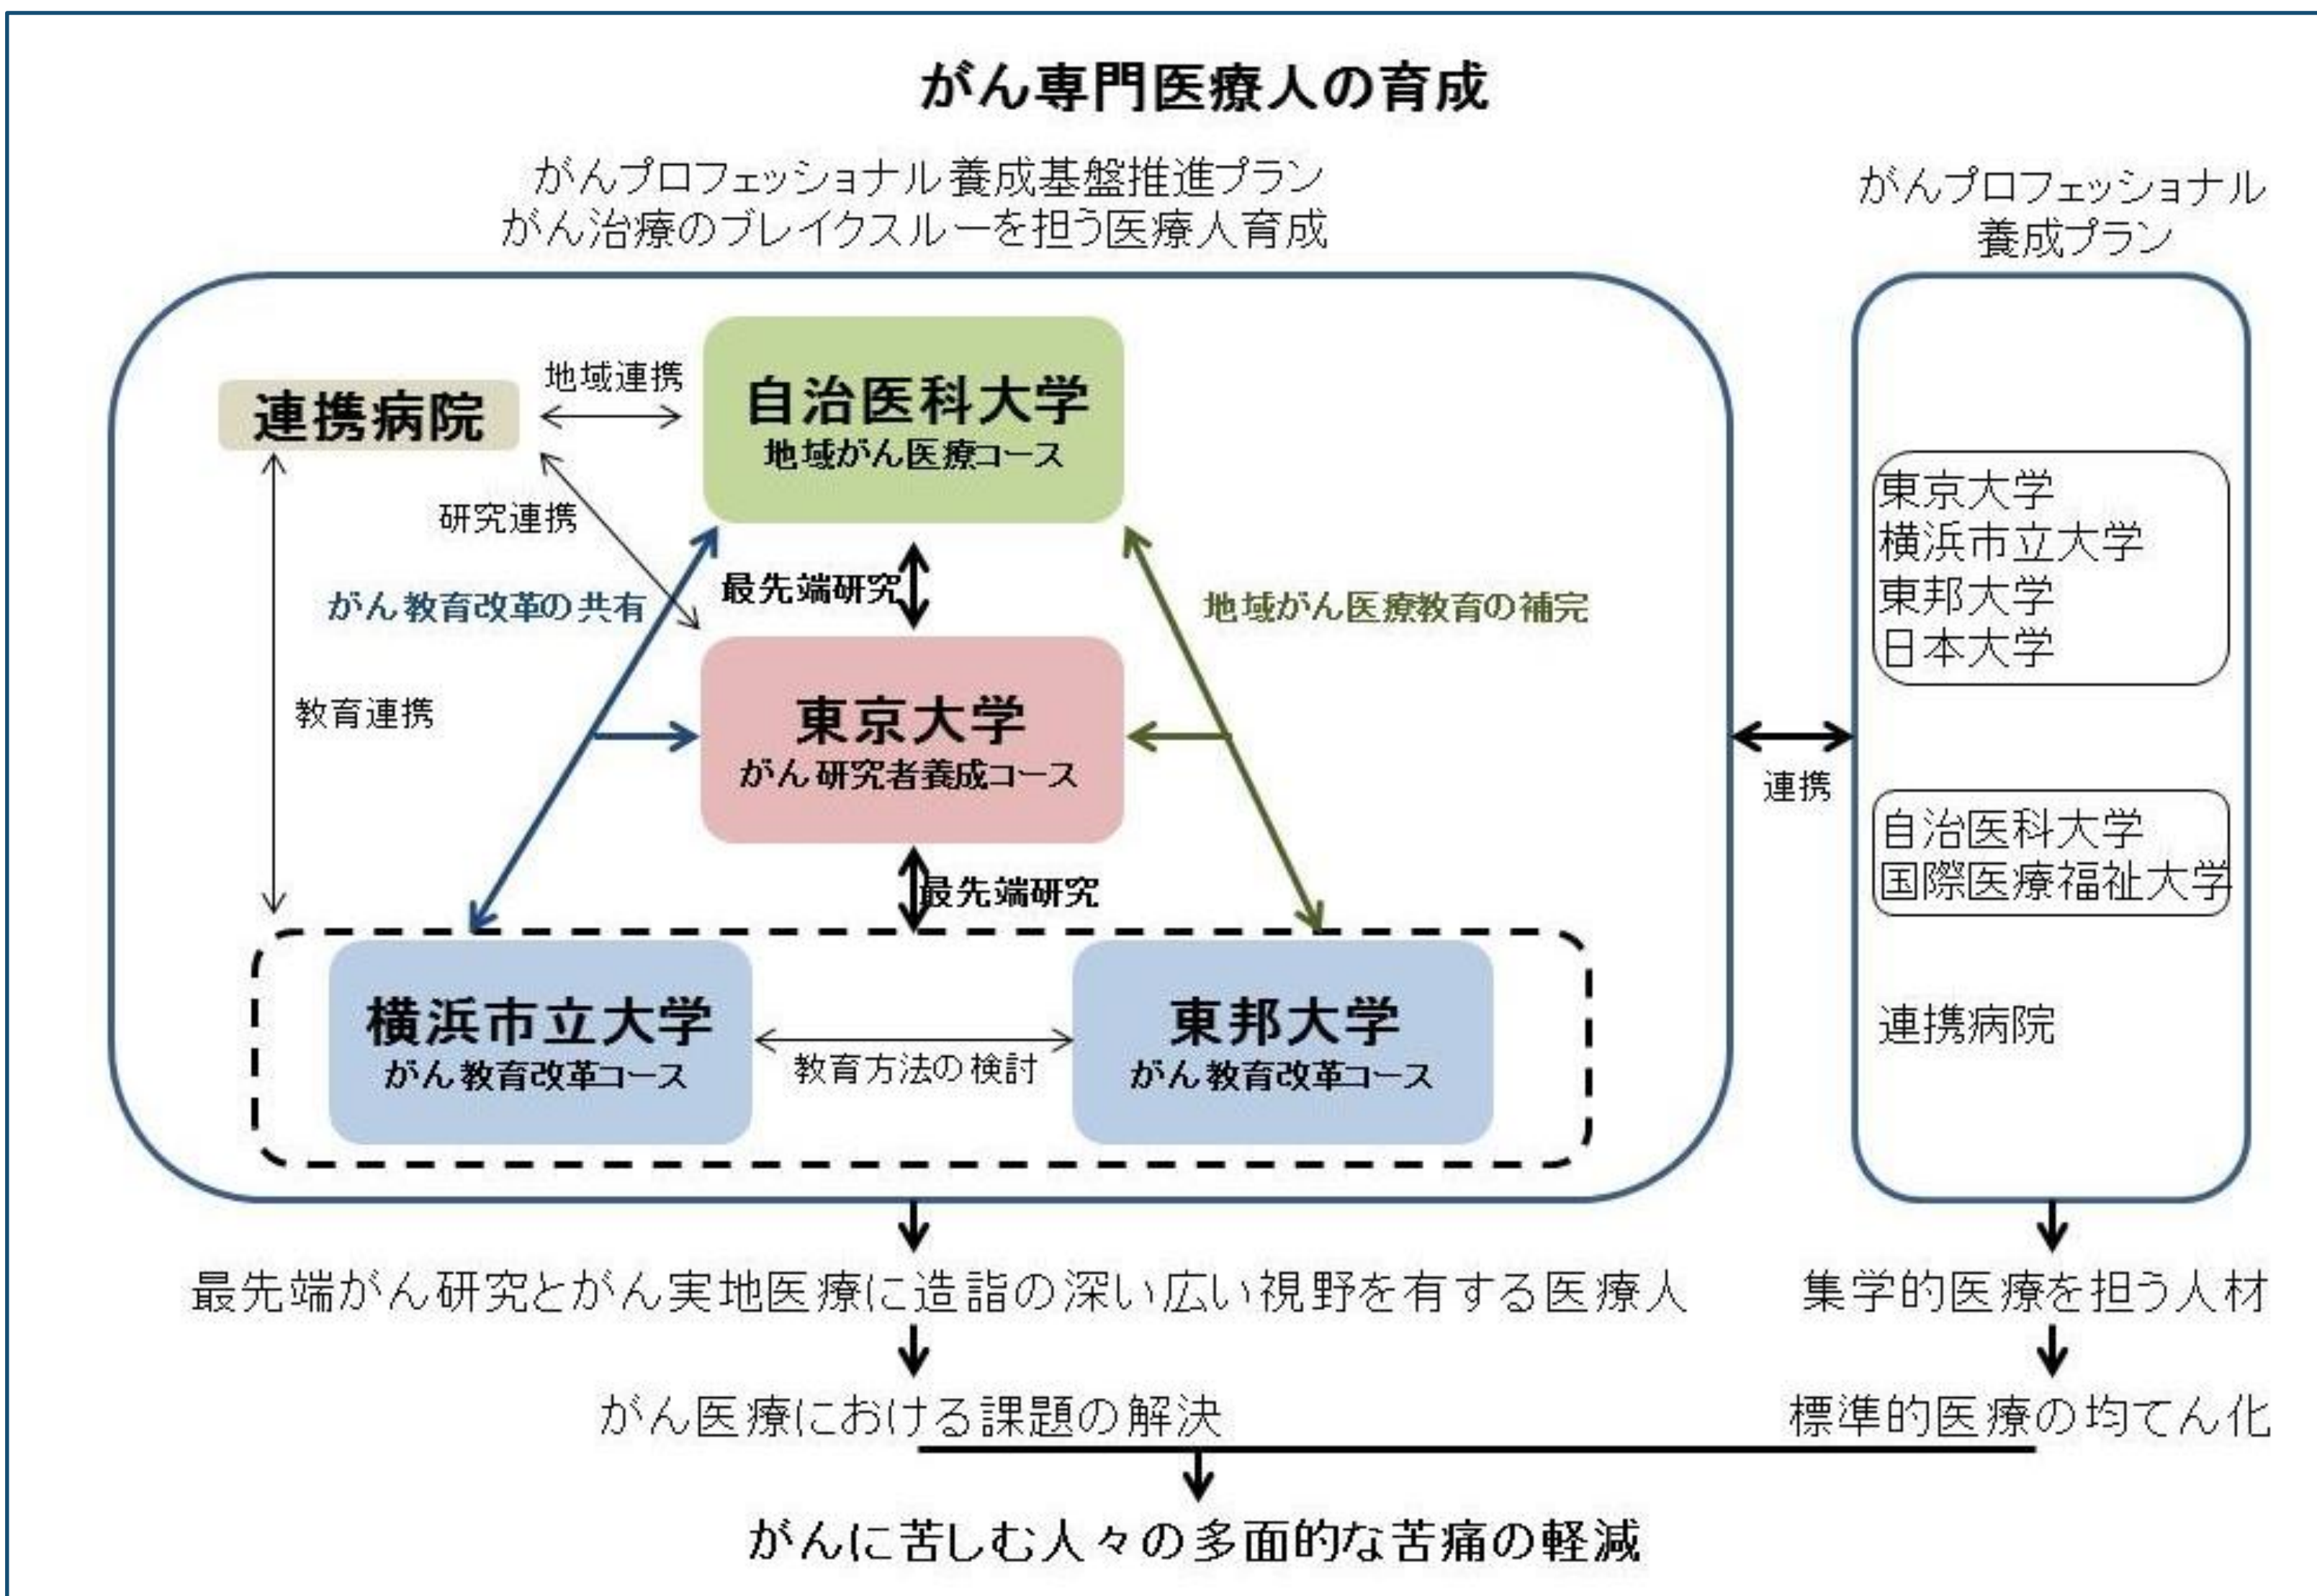 がん専門医療人の育成
がんプロフェッショナル養成基盤推進プラン
がん治療のブレイクスルーを担う医療人育成
がんプロフェッショナル
養成プラン
連携病院
地域連携
自治医科大学
地域がん医療コース
研究連携
がん教育改革の共有
最先端研究
地域がん医療教育の補完
教育連携
東京大学
がん研究者養成コース
最先端研究
横浜市立大学
がん教育改革コース
教育方法の検討
東邦大学
がん教育改革コース
連携
東京大学
横浜市立大学
東邦大学
日本大学
自治医科大学
国際医療福祉大学
連携病院
最先端がん研究とがん実地医療に造詣の深い広い視野を有する医療人
集学的医療を担う人材
がん医療における課題の解決
標準的医療の均てん化
がんに苦しむ人々の多面的な苦痛の軽減